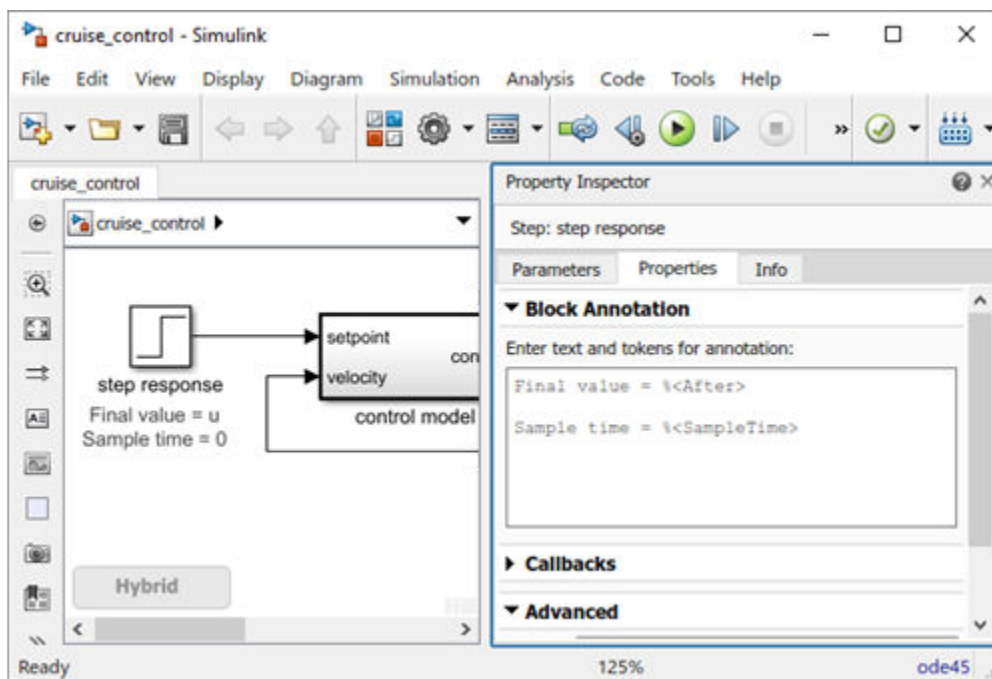 cruise_control - Simulink
File Edit View Display Diagram Simulation Analysis Code Tools Help
»
cruise_control
cruise_control
step response
Final value = u
Sample time = 0
setpoint
velocity
con
control model
Hybrid
Property Inspector
Step: step response
Parameters Properties Info
Block Annotation
Enter text and tokens for annotation:
Final value = %<After>
Sample time = %<SampleTime>
Callbacks
Advanced
Ready 125% ode45